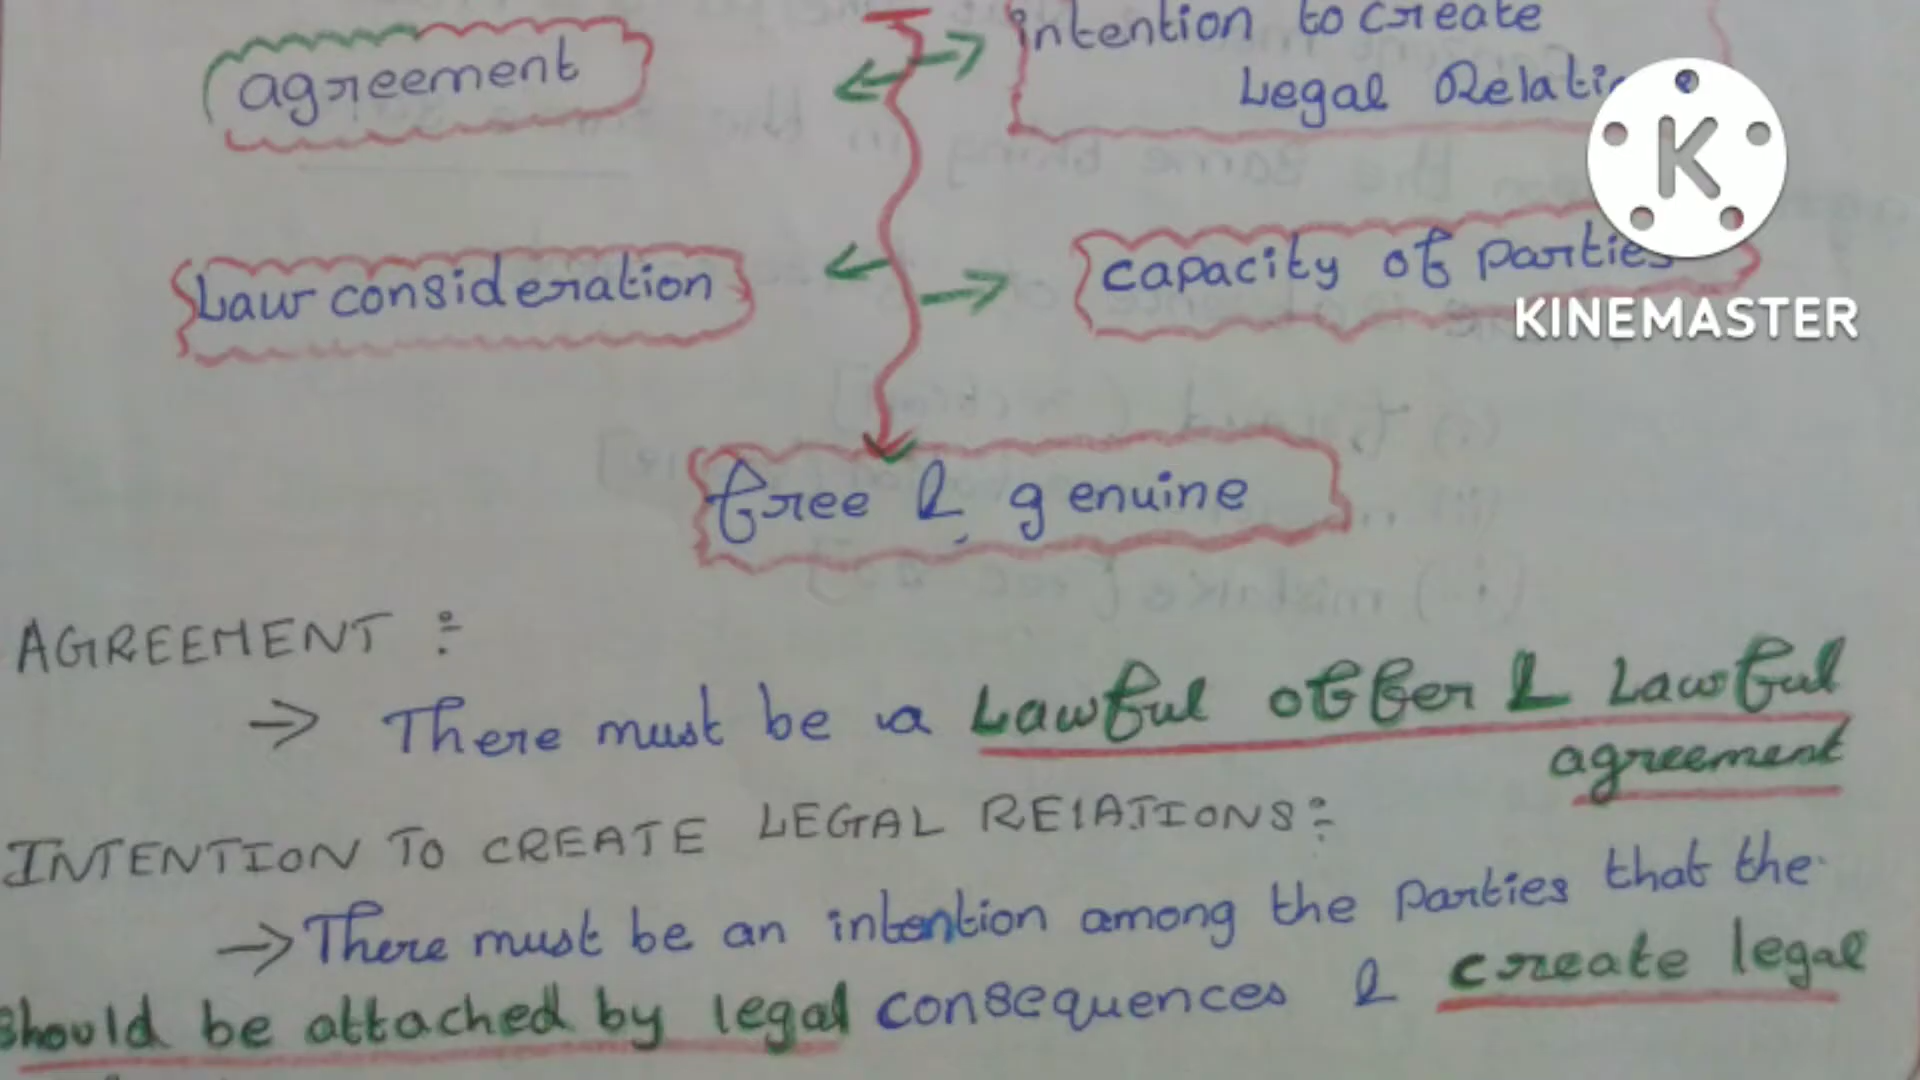 agreement
intention to create
Legal Relati
Law consideration
capacity of parties
K
KINEMASTER
free & genuine
AGREEMENT :-
→ There must be a Lawful offer & Lawful
agreement
INTENTION TO CREATE LEGAL RElATIONS :-
→ There must be an intention among the parties that the
should be attached by legal consequences & create legal